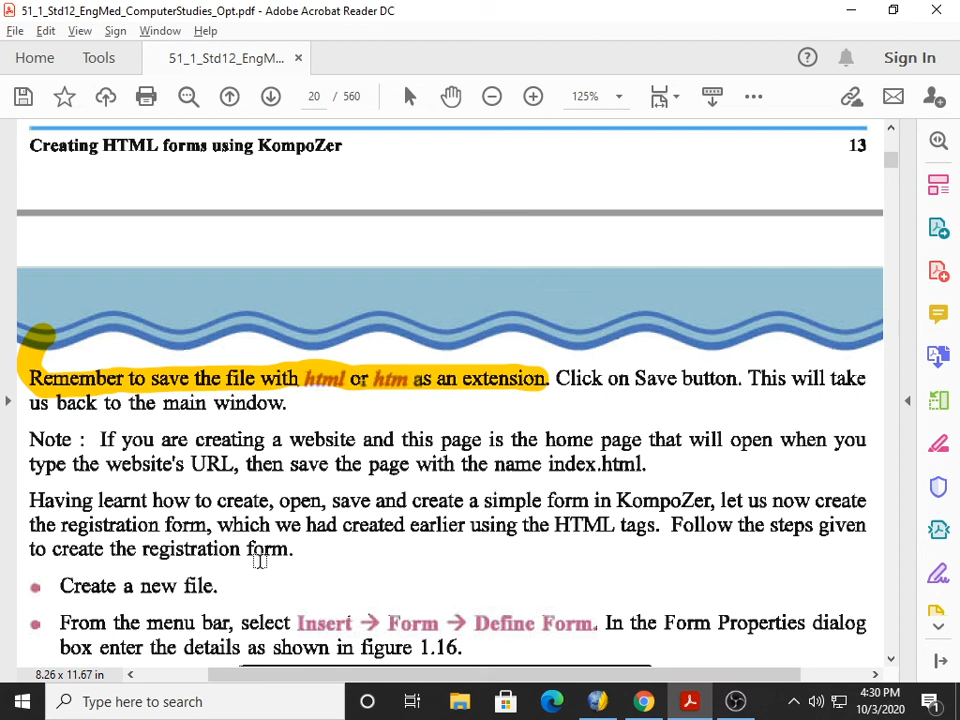 51_1_Std12_EngMed_ComputerStudies_Opt.pdf - Adobe Acrobat Reader DC
File Edit View Sign Window Help
Home Tools 51_1_Std12_EngM... Sign In
20 / 560 125%
Creating HTML forms using KompoZer 13
Remember to save the file with html or htm as an extension. Click on Save button. This will take
us back to the main window.
Note : If you are creating a website and this page is the home page that will open when you
type the website's URL, then save the page with the name index.html.
Having learnt how to create, open, save and create a simple form in KompoZer, let us now create
the registration form, which we had created earlier using the HTML tags. Follow the steps given
to create the registration form.
• Create a new file.
• From the menu bar, select Insert → Form → Define Form. In the Form Properties dialog
box enter the details as shown in figure 1.16.
8.26 x 11.67 in
Type here to search
4:30 PM
10/3/2020
1